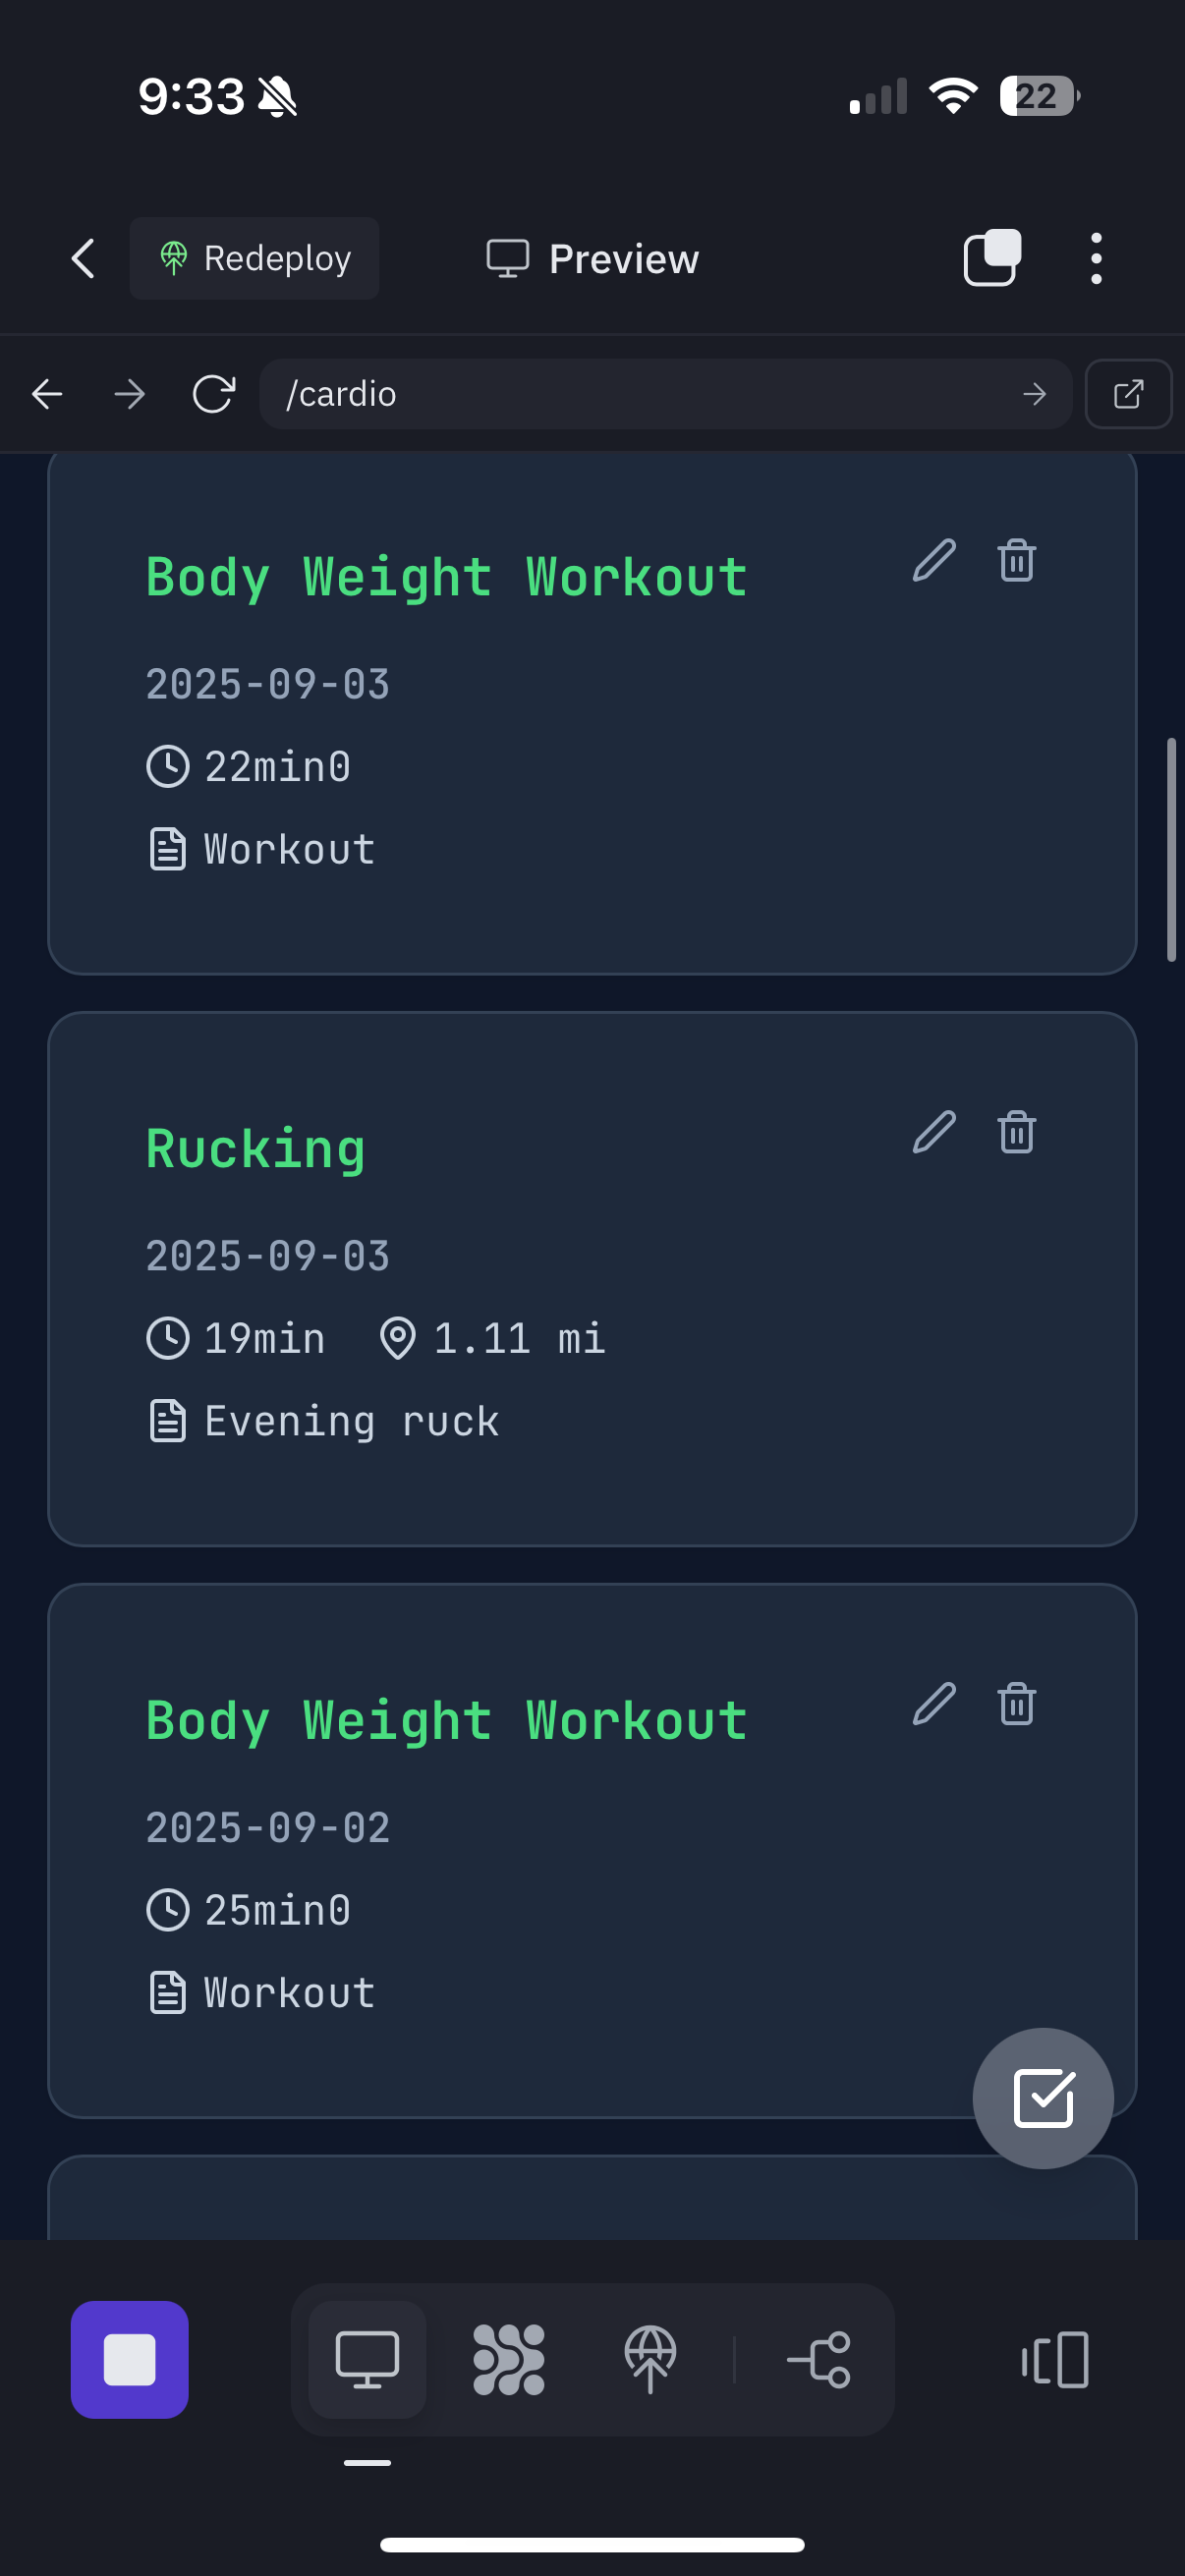 9:33
22
Redeploy
Preview
/cardio
Body Weight Workout
2025-09-03
22min0
Workout
Rucking
2025-09-03
19min 1.11 mi
Evening ruck
Body Weight Workout
2025-09-02
25min0
Workout